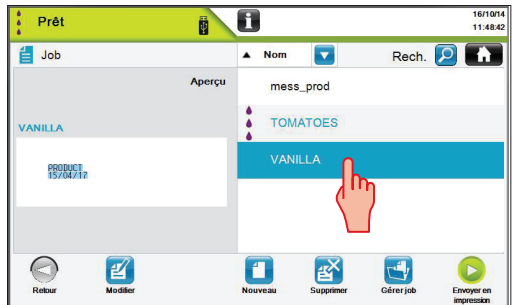 Prêt
16/10/14
11:48:42
Job
Nom
Rech.
Aperçu
mess_prod
VANILLA
TOMATOES
PRODUCT
15/04/17
VANILLA
Retour
Modifier
Nouveau
Supprimer
Gérer job
Envoyer en
impression